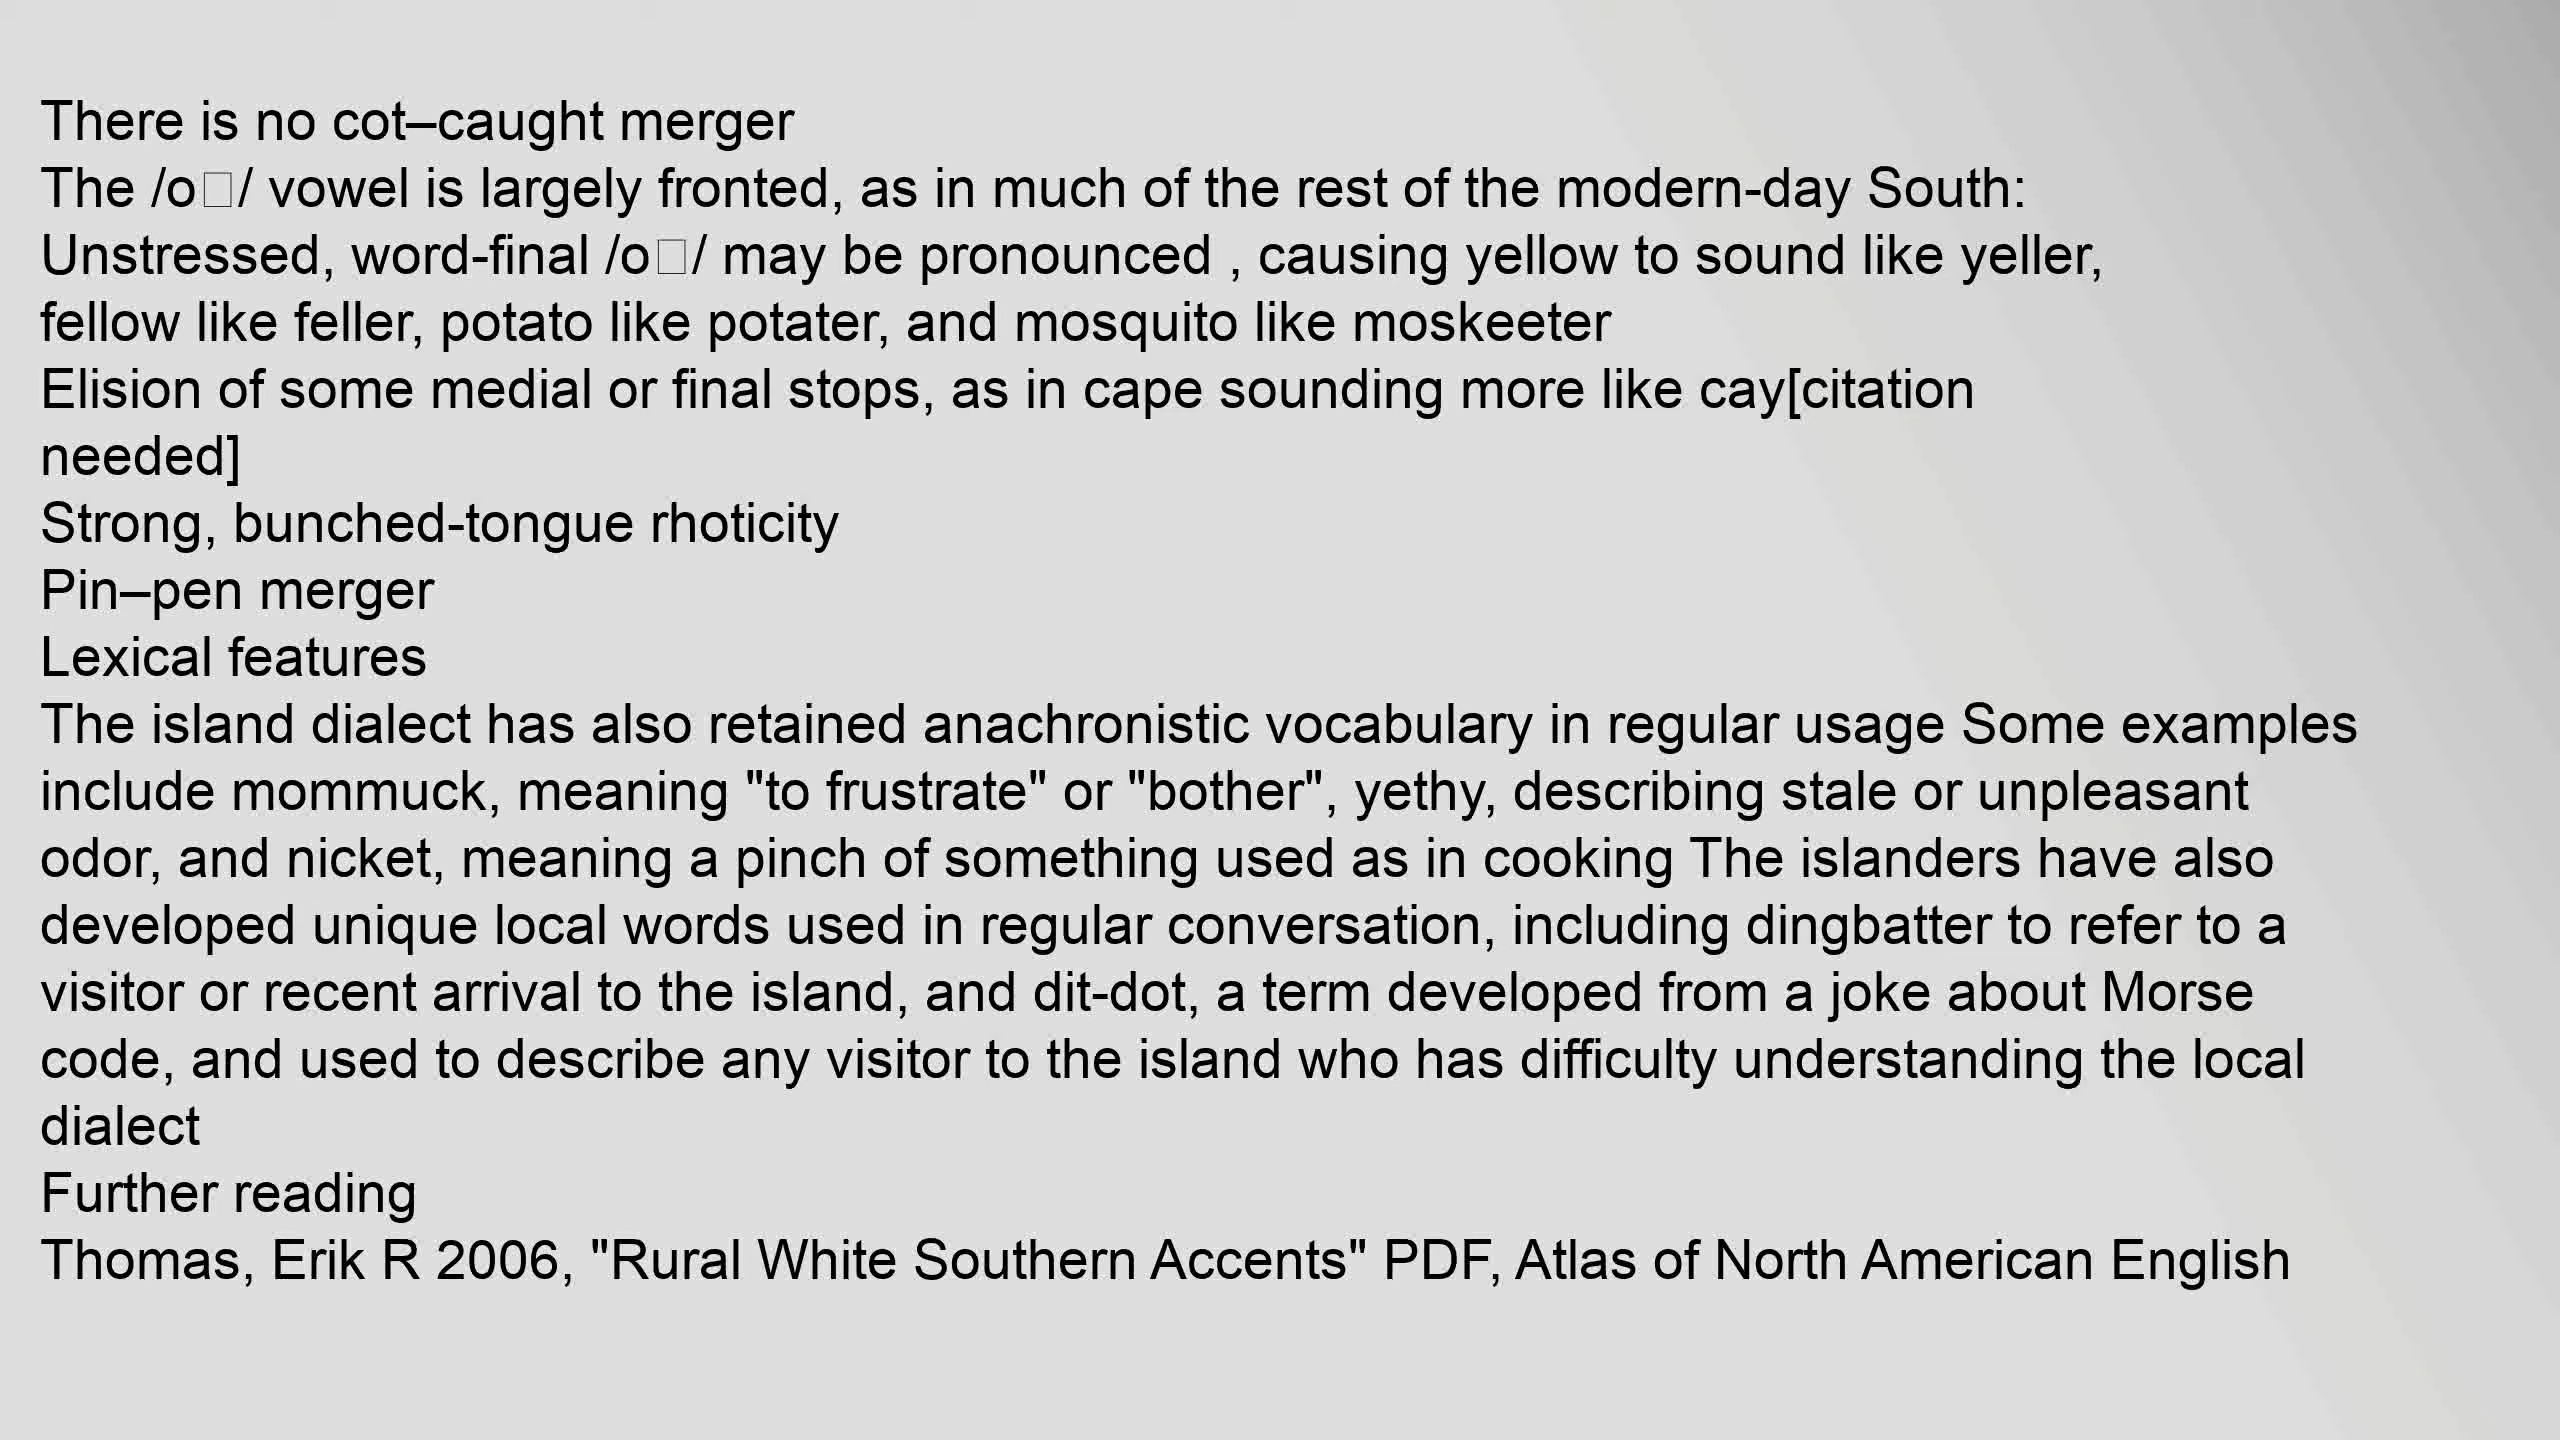 There is no cot–caught merger
The /o□/ vowel is largely fronted, as in much of the rest of the modern-day South:
Unstressed, word-final /o□/ may be pronounced , causing yellow to sound like yeller,
fellow like feller, potato like potater, and mosquito like moskeeter
Elision of some medial or final stops, as in cape sounding more like cay[citation
needed]
Strong, bunched-tongue rhoticity
Pin–pen merger
Lexical features
The island dialect has also retained anachronistic vocabulary in regular usage Some examples
include mommuck, meaning "to frustrate" or "bother", yethy, describing stale or unpleasant
odor, and nicket, meaning a pinch of something used as in cooking The islanders have also
developed unique local words used in regular conversation, including dingbatter to refer to a
visitor or recent arrival to the island, and dit-dot, a term developed from a joke about Morse
code, and used to describe any visitor to the island who has difficulty understanding the local
dialect
Further reading
Thomas, Erik R 2006, "Rural White Southern Accents" PDF, Atlas of North American English